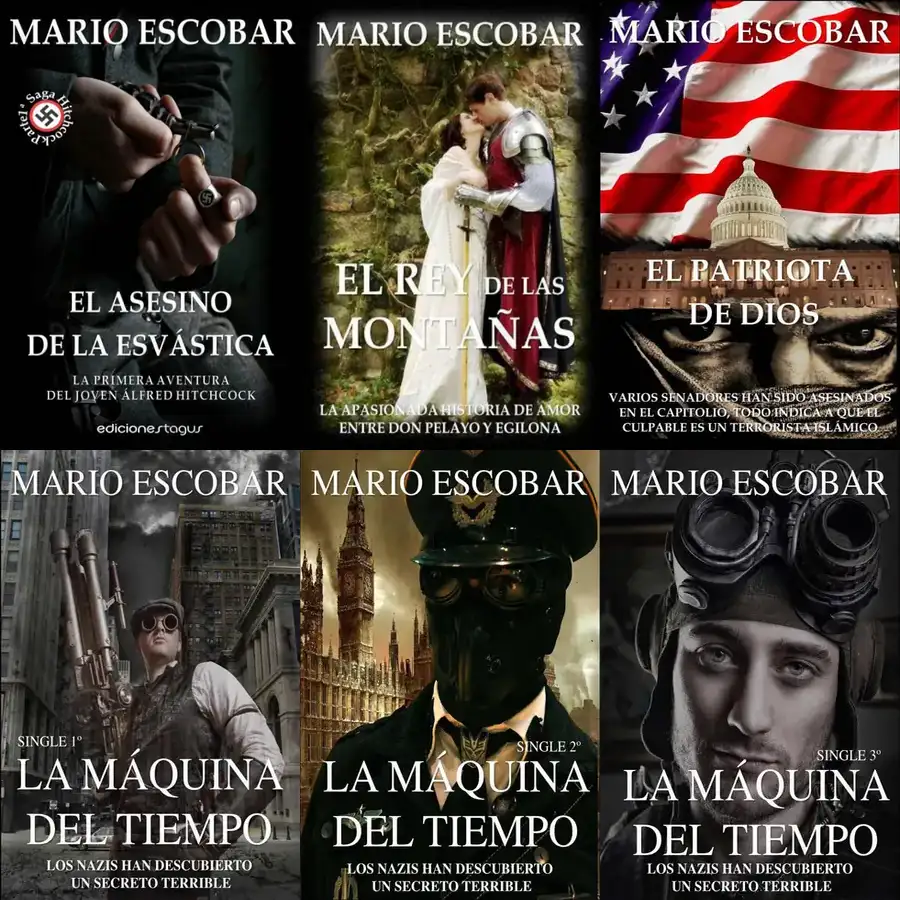 MARIO ESCOBAR
Saga Hitchcock Parte 1ª
EL ASESINO
DE LA ESVÁSTICA
LA PRIMERA AVENTURA
DEL JOVEN ÁLFRED HITCHCOCK
edicionestagus
MARIO ESCOBAR
EL REY DE LAS
MONTAÑAS
LA APASIONADA HISTORIA DE AMOR
ENTRE DON PELAYO Y EGILONA
MARIO ESCOBAR
EL PATRIOTA
DE DIOS
VARIOS SENADORES HAN SIDO ASESINADOS
EN EL CAPITOLIO, TODO INDICA A QUE EL
CULPABLE ES UN TERRORISTA ISLÁMICO.
MARIO ESCOBAR
SINGLE 1º
LA MÁQUINA
DEL TIEMPO
LOS NAZIS HAN DESCUBIERTO
UN SECRETO TERRIBLE
MARIO ESCOBAR
SINGLE 2º
LA MÁQUINA
DEL TIEMPO
LOS NAZIS HAN DESCUBIERTO
UN SECRETO TERRIBLE
MARIO ESCOBAR
SINGLE 3º
LA MÁQUINA
DEL TIEMPO
LOS NAZIS HAN DESCUBIERTO
UN SECRETO TERRIBLE